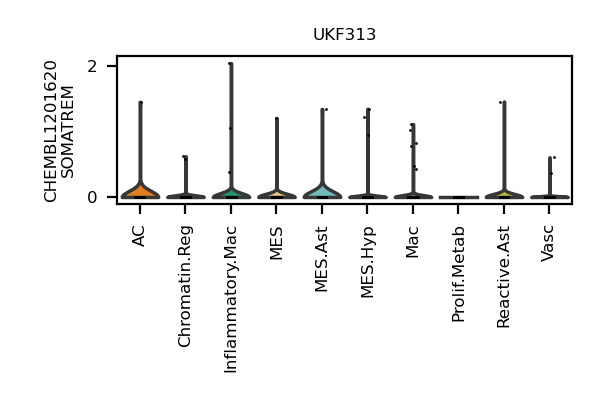 UKF313
CHEMBL1201620
SOMATREM
2
0
AC
Chromatin.Reg
Inflammatory.Mac
MES
MES.Ast
MES.Hyp
Mac
Prolif.Metab
Reactive.Ast
Vasc